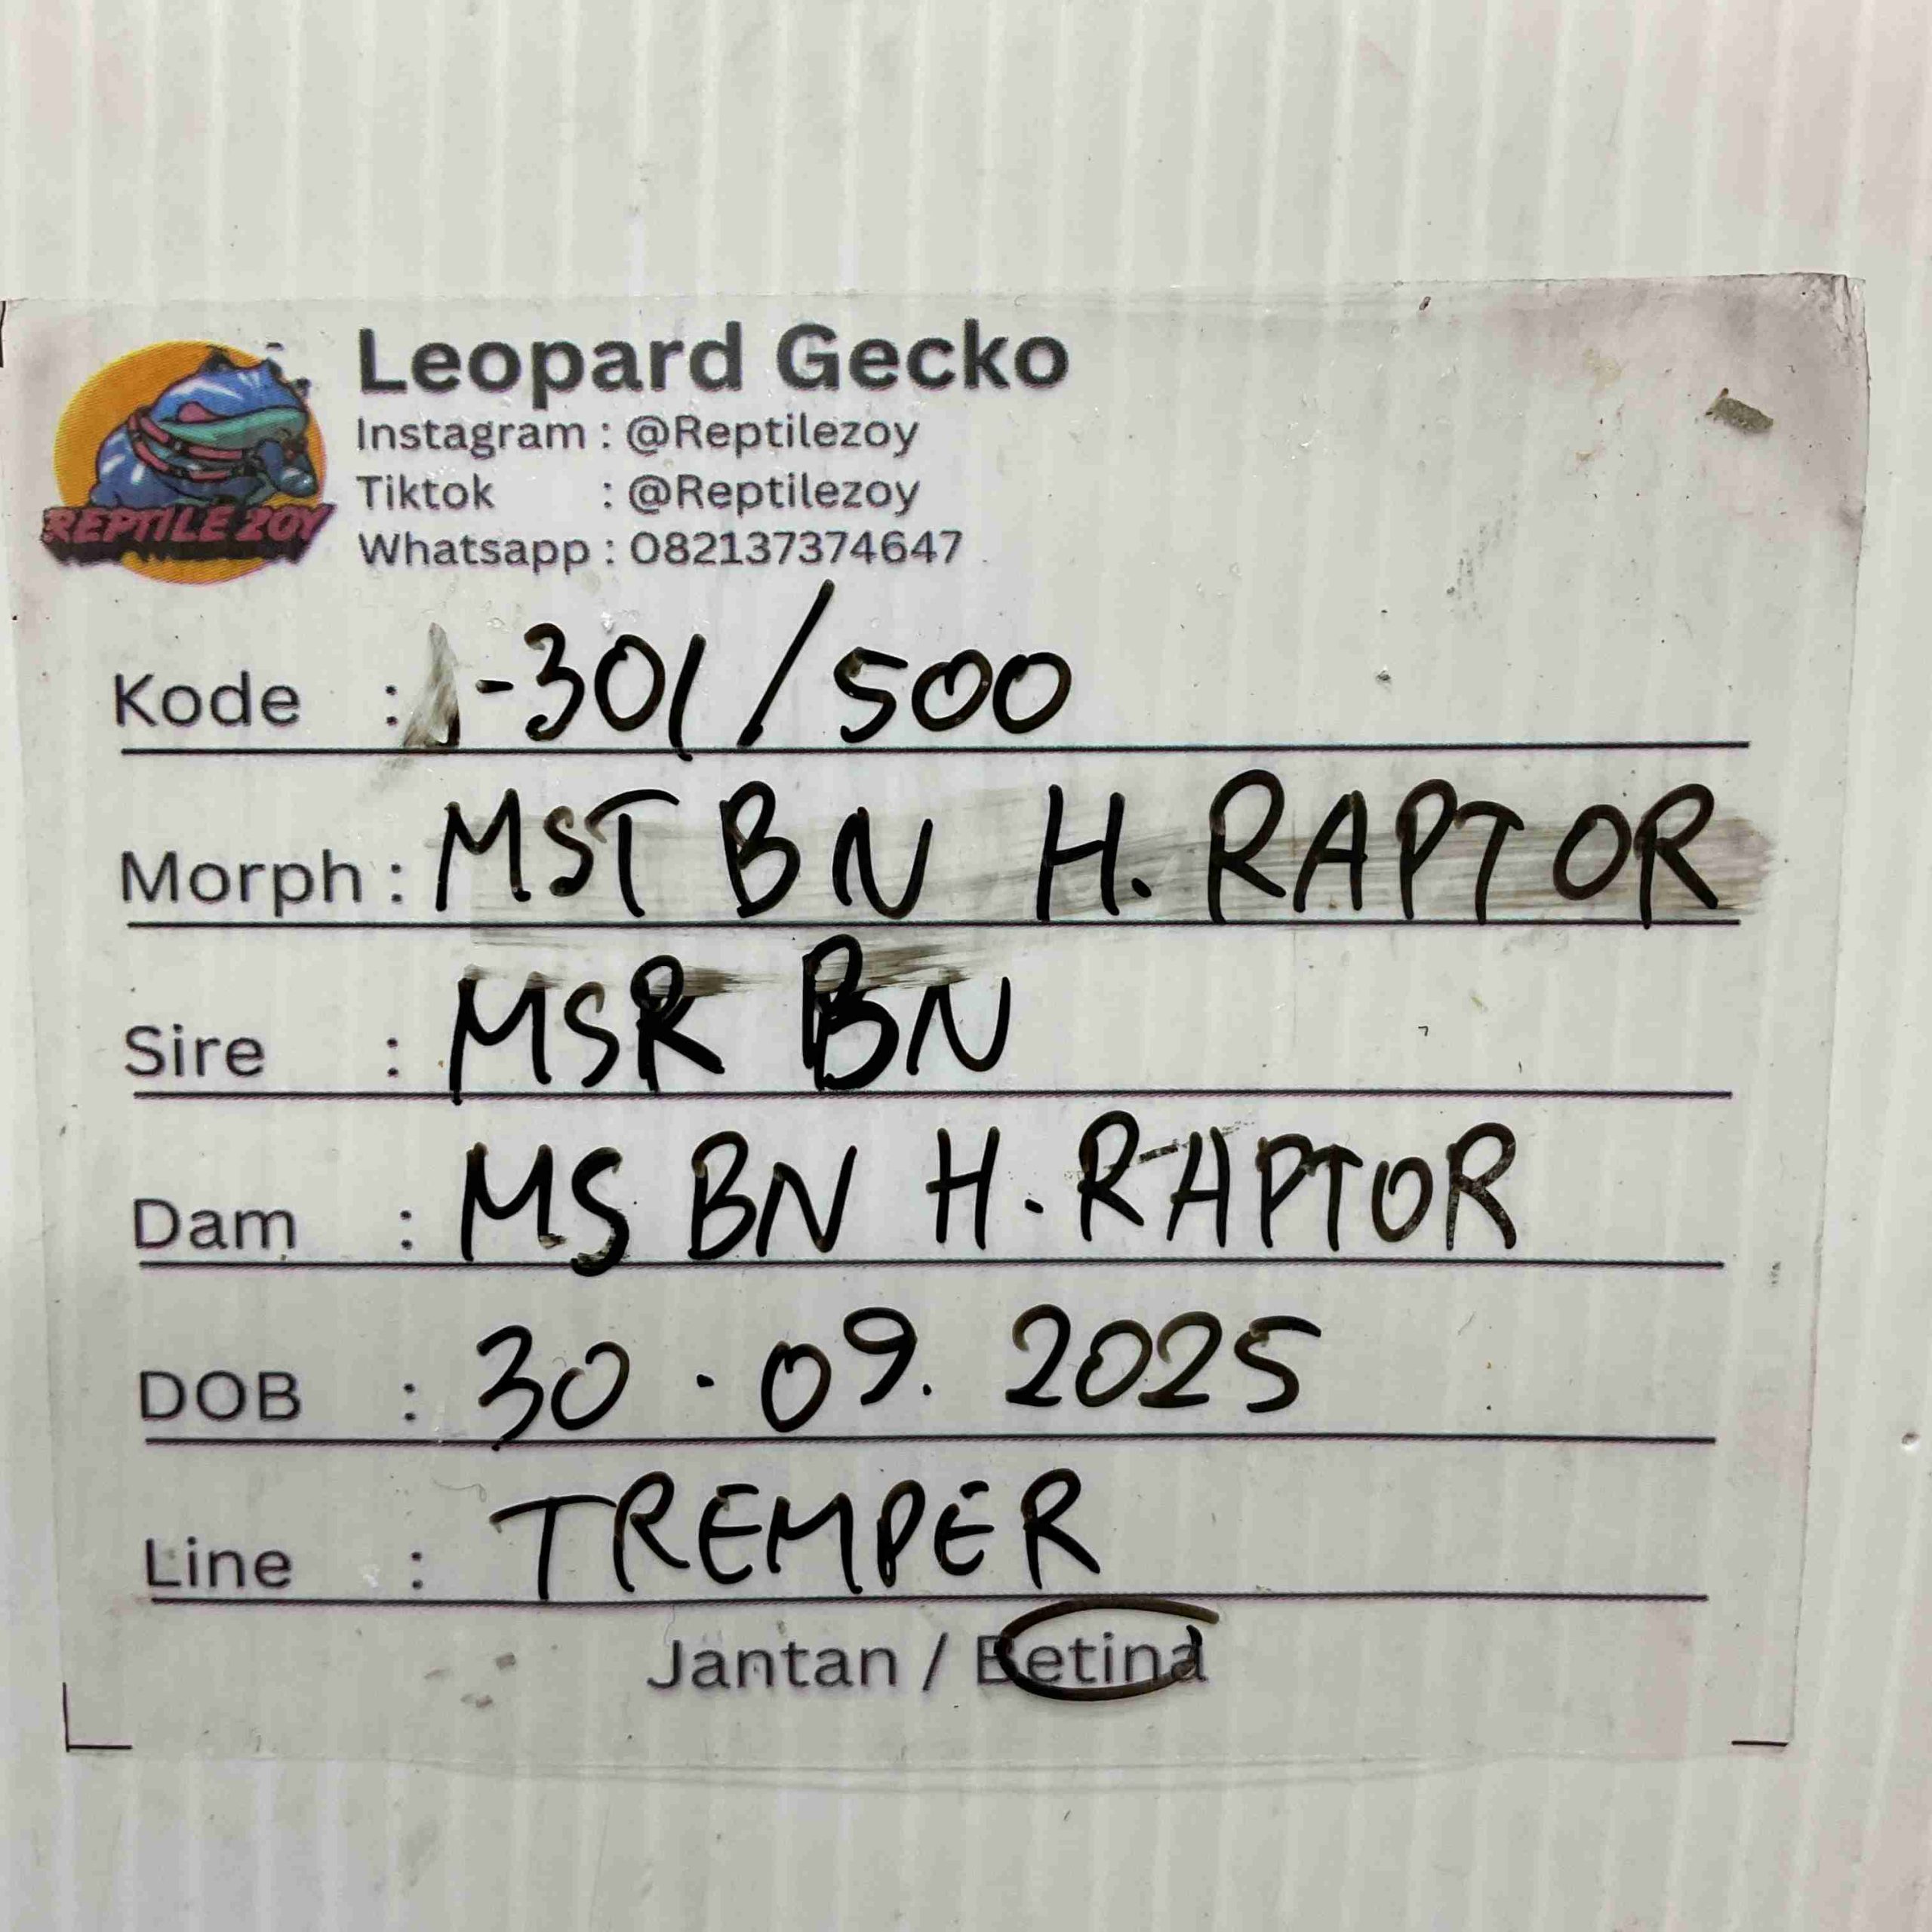 Leopard Gecko
Instagram : @Reptilezoy
Tiktok : @Reptilezoy
Whatsapp : 082137374647
REPTILE ZOY
Kode : -301/500
Morph : MST BN H. RAPTOR
Sire : MSR BN
Dam : MS BN H. RAPTOR
DOB : 30.09.2025
Line : TREMPER
Jantan / Betina